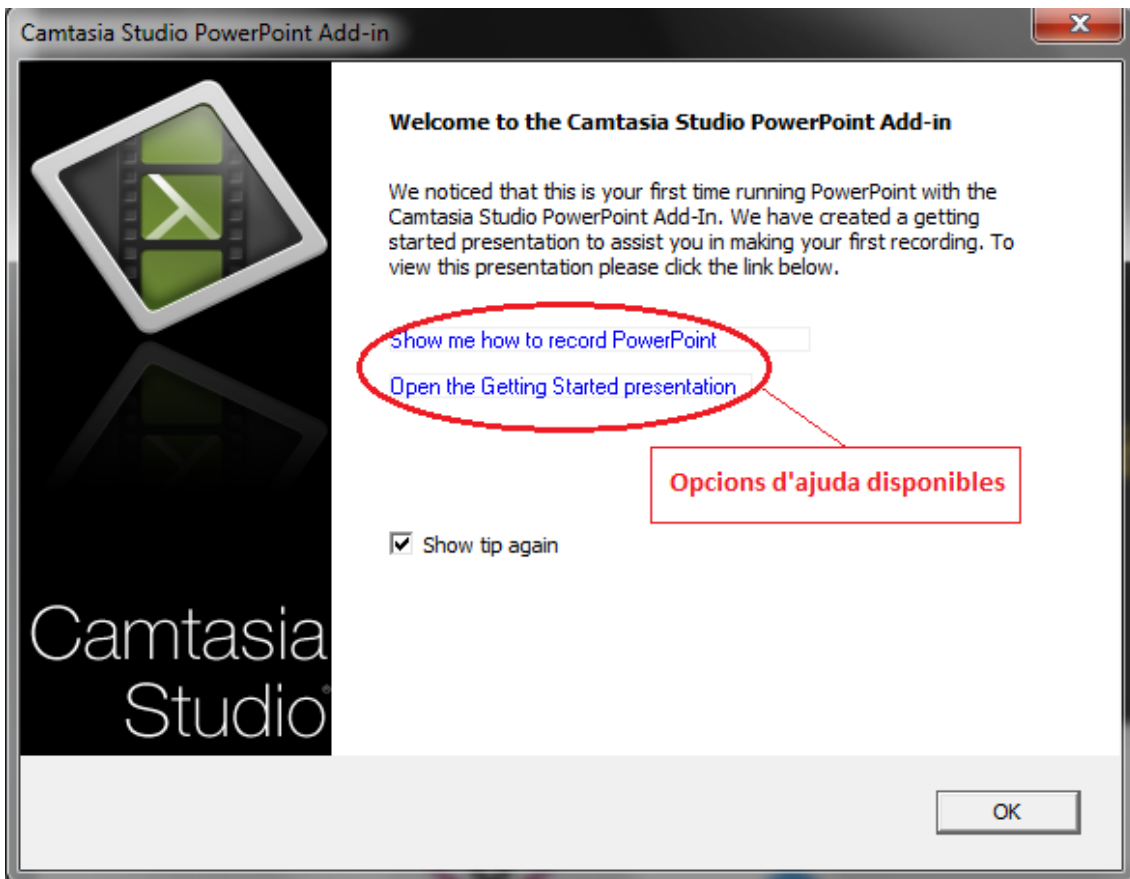 Camtasia Studio PowerPoint Add-in
Welcome to the Camtasia Studio PowerPoint Add-in
We noticed that this is your first time running PowerPoint with the
Camtasia Studio PowerPoint Add-In. We have created a getting
started presentation to assist you in making your first recording. To
view this presentation please click the link below.
Show me how to record PowerPoint
Open the Getting Started presentation
Opcions d'ajuda disponibles
Show tip again
Camtasia
Studio®
OK